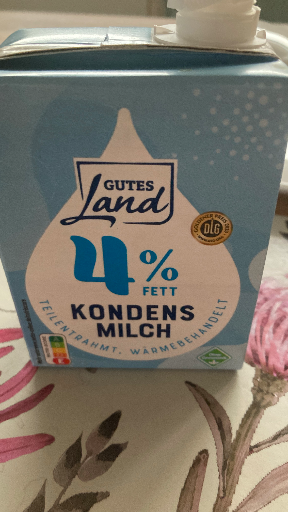 GUTES
Land
DLG
4%
FETT
KONDENS
MILCH
TEILENTRAHMT, WÄRMEBEHANDELT